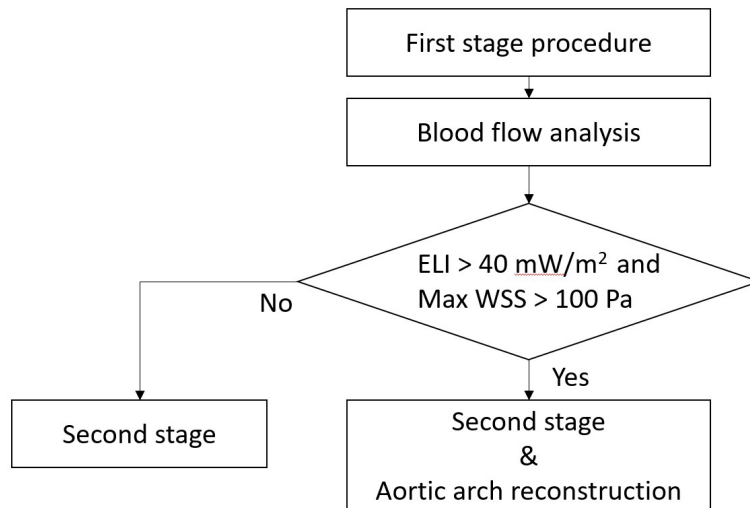 First stage procedure
Blood flow analysis
ELI > 40 mW/m² and
Max WSS > 100 Pa
No
Yes
Second stage
Second stage
&
Aortic arch reconstruction